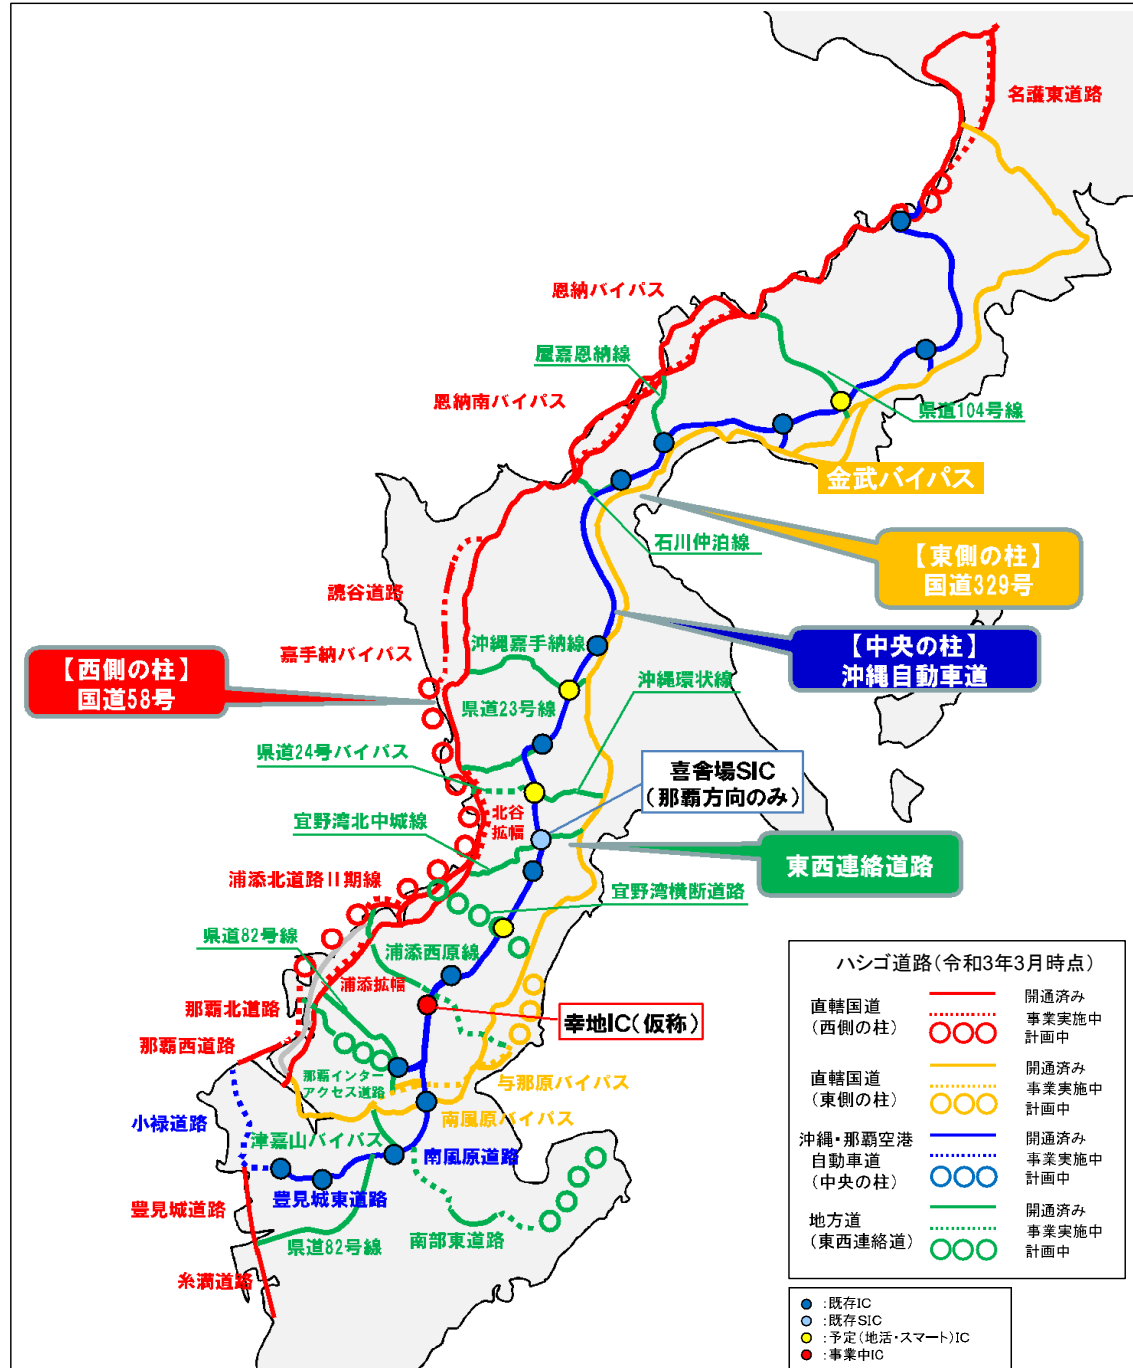 名護東道路
恩納バイパス
屋嘉恩納線
恩納南バイパス
県道104号線
金武バイパス
石川仲泊線
【東側の柱】
国道329号
読谷道路
沖縄嘉手納線
【中央の柱】
沖縄自動車道
嘉手納バイパス
【西側の柱】
国道58号
沖縄環状線
県道23号線
県道24号バイパス
喜舎場SIC
(那覇方向のみ)
北谷
拡幅
宜野湾北中城線
東西連絡道路
浦添北道路Ⅱ期線
宜野湾横断道路
県道82号線
浦添西原線
浦添拡幅
那覇北道路
幸地IC(仮称)
那覇西道路
那覇インター
アクセス道路
与那原バイパス
南風原バイパス
小禄道路
津嘉山バイパス
南風原道路
豊見城東道路
豊見城道路
県道82号線
南部東道路
糸満道路
ハシゴ道路(令和3年3月時点)
直轄国道
(西側の柱)
開通済み
事業実施中
計画中
直轄国道
(東側の柱)
開通済み
事業実施中
計画中
沖縄・那覇空港
自動車道
(中央の柱)
開通済み
事業実施中
計画中
地方道
(東西連絡道)
開通済み
事業実施中
計画中
:既存IC
:既存SIC
:予定(地活・スマート)IC
:事業中IC